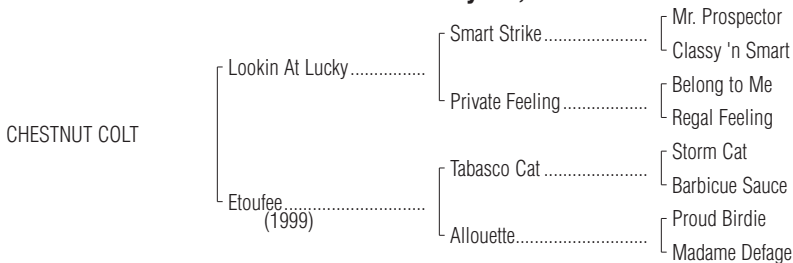 Mr. Prospector
Smart Strike......................
Classy 'n Smart
Lookin At Lucky................
Belong to Me
Private Feeling..................
Regal Feeling
CHESTNUT COLT
Storm Cat
Tabasco Cat ......................
Barbicue Sauce
Etoufee..............................
(1999)
Proud Birdie
Allouette............................
Madame Defage